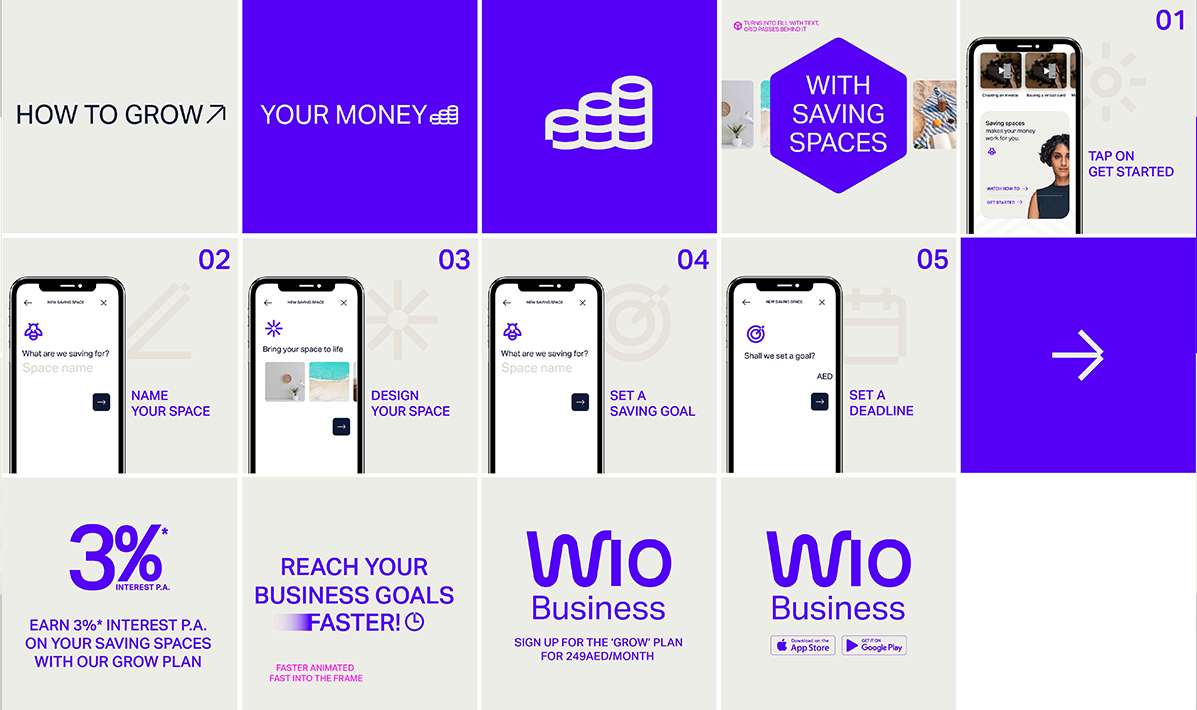 HOW TO GROW
YOUR MONEY
TURNS INTO FILL WITH TEXT,
GRID PASSES BEHIND IT
WITH
SAVING
SPACES
01
Creating an invoice
Issuing a virtual card
Saving spaces
makes your money
work for you.
WATCH HOW TO
GET STARTED
TAP ON
GET STARTED
02
NEW SAVING SPACE
What are we saving for?
Space name
NAME
YOUR SPACE
03
NEW SAVING SPACE
Bring your space to life
DESIGN
YOUR SPACE
04
NEW SAVING SPACE
What are we saving for?
Space name
SET A
SAVING GOAL
05
NEW SAVING SPACE
Shall we set a goal?
AED
SET A
DEADLINE
3%*
INTEREST P.A.
EARN 3%* INTEREST P.A.
ON YOUR SAVING SPACES
WITH OUR GROW PLAN
REACH YOUR
BUSINESS GOALS
FASTER!
FASTER ANIMATED
FAST INTO THE FRAME
WIO
Business
SIGN UP FOR THE ‘GROW’ PLAN
FOR 249AED/MONTH
WIO
Business
Download on the
App Store
GET IT ON
Google Play